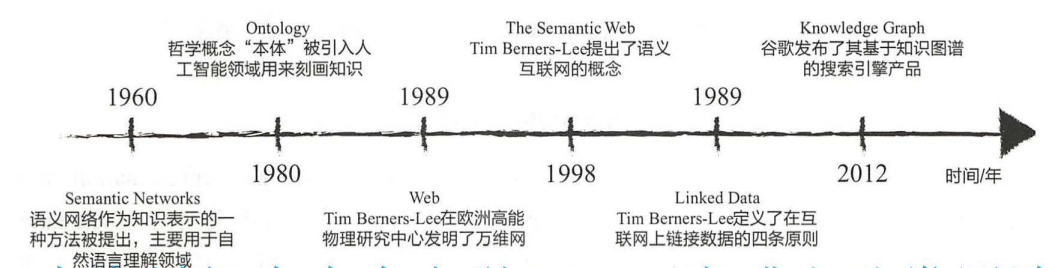 Ontology
哲学概念“本体”被引入人
工智能领域用来刻画知识
The Semantic Web
Tim Berners-Lee提出了语义
互联网的概念
Knowledge Graph
谷歌发布了其基于知识图谱
的搜索引擎产品
1960
1989
1989
1980
1998
2012
时间/年
Semantic Networks
语义网络作为知识表示的一
种方法被提出，主要用于自
然语言理解领域
Web
Tim Berners-Lee在欧洲高能
物理研究中心发明了万维网
Linked Data
Tim Berners-Lee定义了在互
联网上链接数据的四条原则